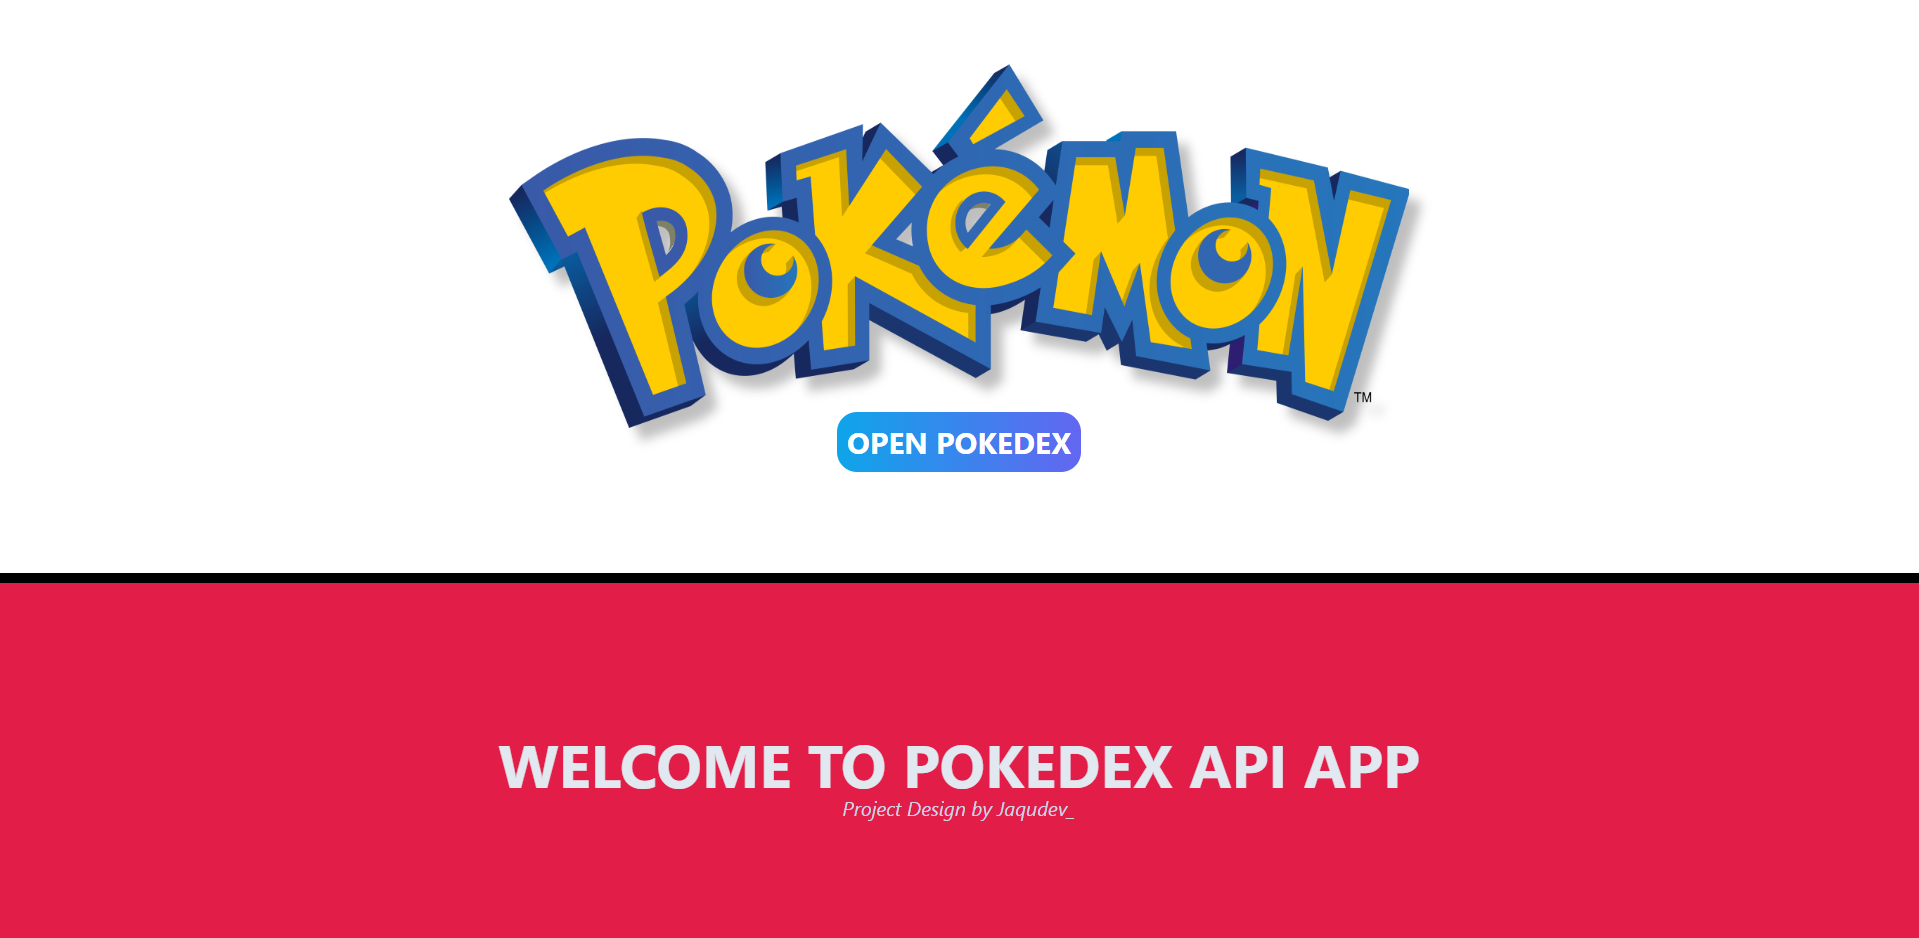 POKéMON
TM
OPEN POKEDEX
WELCOME TO POKEDEX API APP
Project Design by Jaqudev_